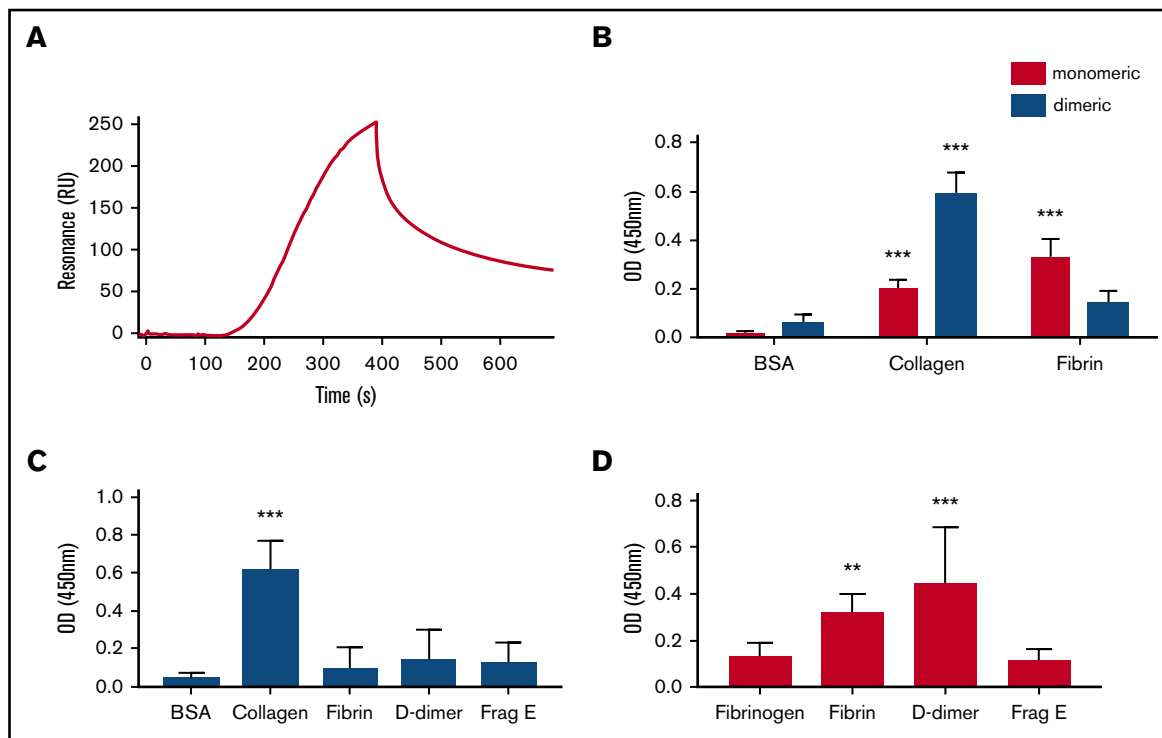 A
Resonance (RU)
250
200
150
100
50
0
0 100 200 300 400 500 600
Time (s)
B
monomeric
dimeric
OD (450nm)
0.8
0.6
0.4
0.2
0.0
***
***
***
BSA Collagen Fibrin
C
OD (450nm)
1.0
0.8
0.6
0.4
0.2
0.0
***
BSA Collagen Fibrin D-dimer Frag E
D
OD (450nm)
0.8
0.6
0.4
0.2
0.0
**
***
Fibrinogen Fibrin D-dimer Frag E